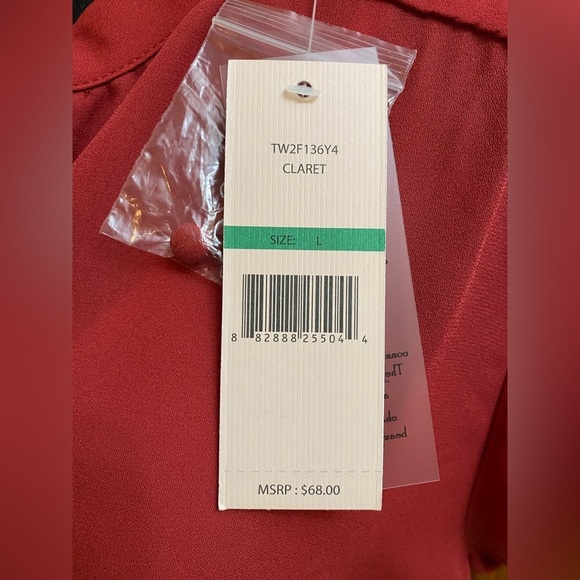 TW2F136Y4
CLARET
SIZE: L
8 82888 25504 4
MSRP : $68.00